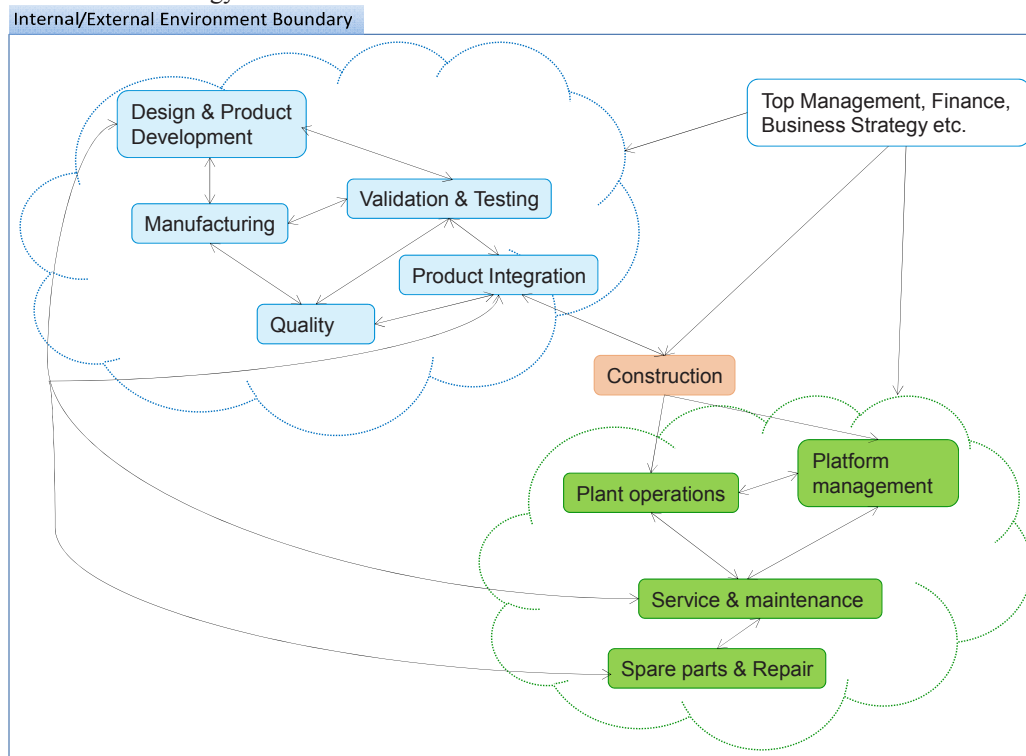 Internal/External Environment Boundary
Design & Product
Development
Top Management, Finance,
Business Strategy etc.
Validation & Testing
Manufacturing
Product Integration
Quality
Construction
Platform
management
Plant operations
Service & maintenance
Spare parts & Repair